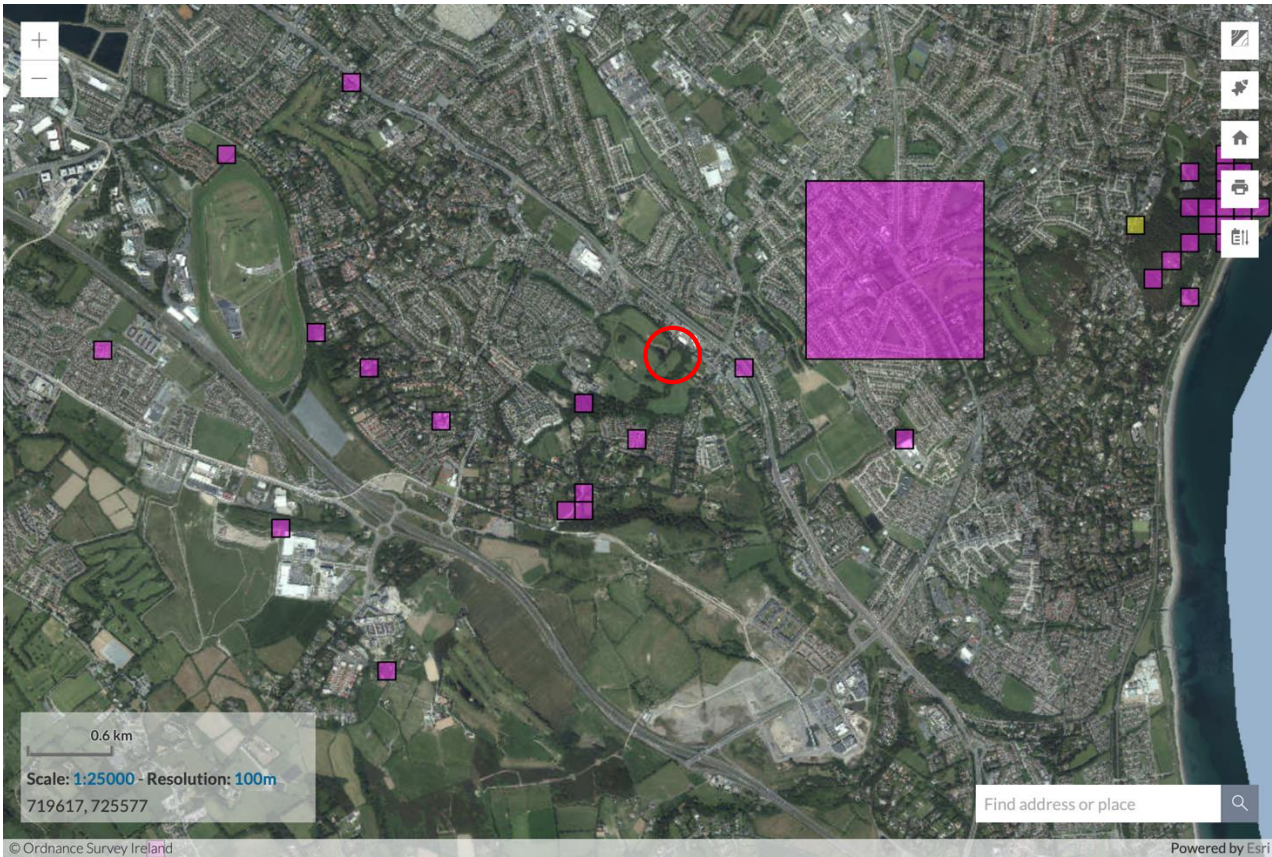 +
−
0.6 km
Scale: 1:25000 - Resolution: 100m
719617, 725577
Find address or place
© Ordnance Survey Ireland
Powered by Esri